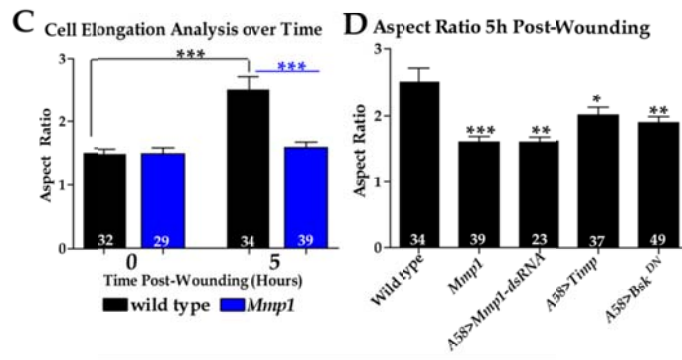 C Cell Elongation Analysis over Time
***
***
3
2
1
0
Aspect Ratio
32 29 34 39
0 5
Time Post-Wounding (Hours)
wild type Mmp1
D Aspect Ratio 5h Post-Wounding
3
2
1
0
Aspect Ratio
*** ** * **
34 39 23 37 49
Wild type
Mmp1
A58>Mmp1-dsRNA
A58>Timp
A58>Bsk DN